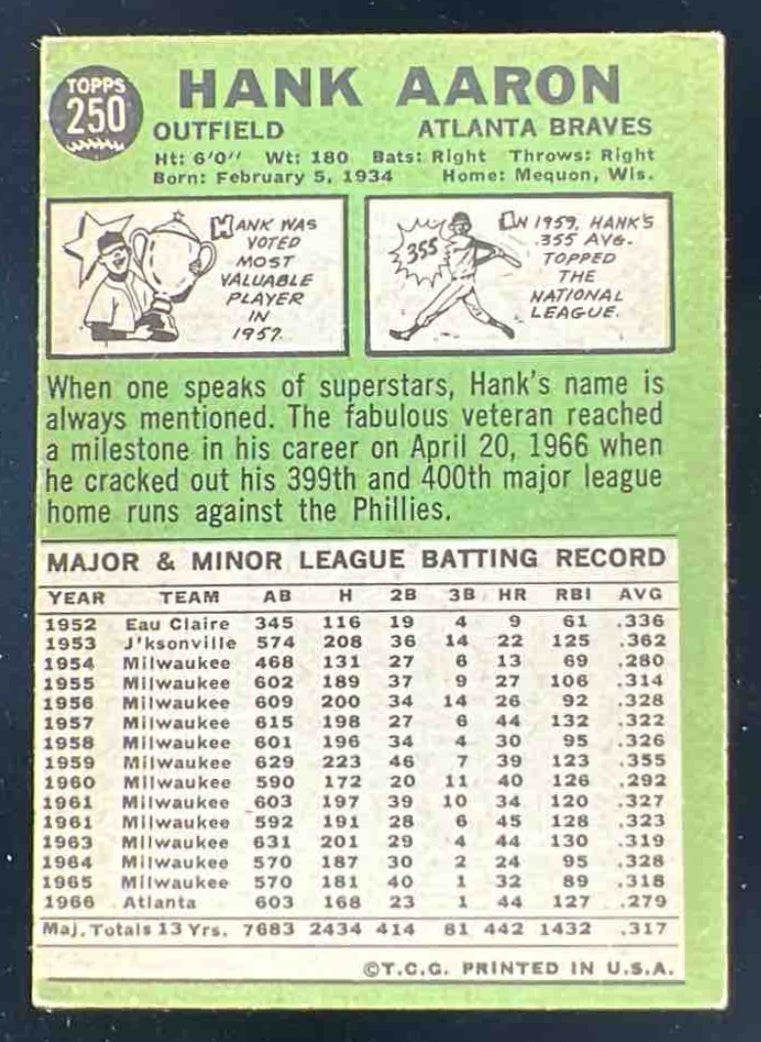 TOPPS
250
HANK AARON
OUTFIELD ATLANTA BRAVES
Ht: 6'0" Wt: 180 Bats: Right Throws: Right
Born: February 5, 1934 Home: Mequon, Wis.
HANK WAS
VOTED
MOST
VALUABLE
PLAYER
IN
1957.
355
IN 1959, HANK'S
.355 AVG.
TOPPED
THE
NATIONAL
LEAGUE.
When one speaks of superstars, Hank's name is
always mentioned. The fabulous veteran reached
a milestone in his career on April 20, 1966 when
he cracked out his 399th and 400th major league
home runs against the Phillies.
MAJOR & MINOR LEAGUE BATTING RECORD
YEAR TEAM AB H 2B 3B HR RBI AVG
1952 Eau Claire 345 116 19 4 9 61 .336
1953 J'ksonville 574 208 36 14 22 125 .362
1954 Milwaukee 468 131 27 6 13 69 .280
1955 Milwaukee 602 189 37 9 27 106 .314
1956 Milwaukee 609 200 34 14 26 92 .328
1957 Milwaukee 615 198 27 6 44 132 .322
1958 Milwaukee 601 196 34 4 30 95 .326
1959 Milwaukee 629 223 46 7 39 123 .355
1960 Milwaukee 590 172 20 11 40 126 .292
1961 Milwaukee 603 197 39 10 34 120 .327
1961 Milwaukee 592 191 28 6 45 128 .323
1963 Milwaukee 631 201 29 4 44 130 .319
1964 Milwaukee 570 187 30 2 24 95 .328
1965 Milwaukee 570 181 40 1 32 89 .318
1966 Atlanta 603 168 23 1 44 127 .279
Maj. Totals 13 Yrs. 7683 2434 414 81 442 1432 .317
©T.C.G. PRINTED IN U.S.A.